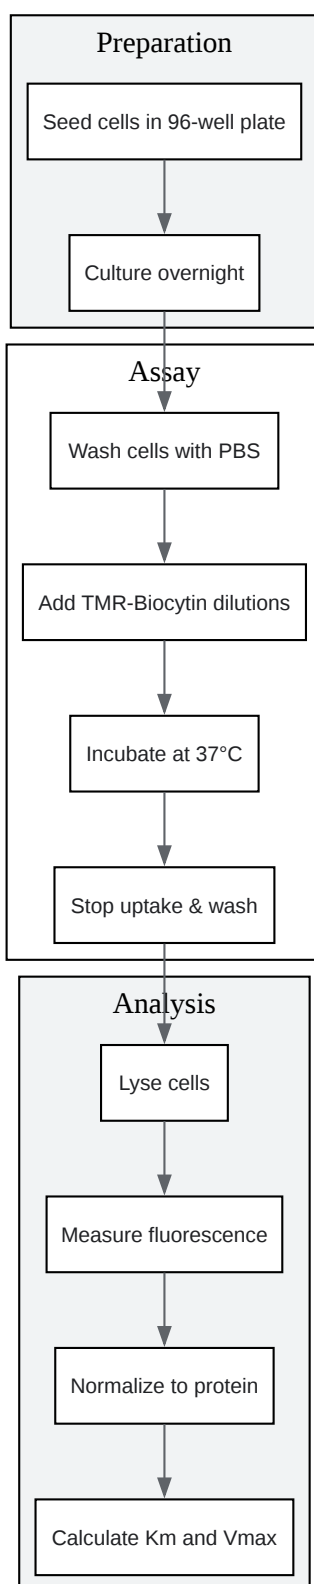 Preparation
Seed cells in 96-well plate
Culture overnight
Assay
Wash cells with PBS
Add TMR-Biocytin dilutions
Incubate at 37°C
Stop uptake & wash
Analysis
Lyse cells
Measure fluorescence
Normalize to protein
Calculate Km and Vmax